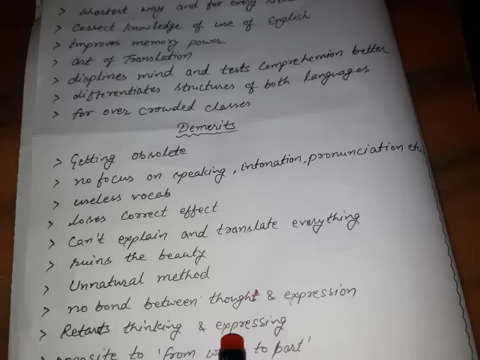 > shortest way and for every
> Correct knowledge of use of English
> Improves memory power
> art of Translation
> displines mind and tests comprehension better
> differentiates structures of both languages
> for over crowded classes
Demerits
> Getting obsolete
> no focus on speaking, intonation, pronunciation etc.
> useless vocab
> Loses correct effect
> Can't explain and translate everything
> Ruins the beauty
> Unnatural method
> no bond between thought & expression
> Retards thinking & expressing
> opposite to 'from to part'